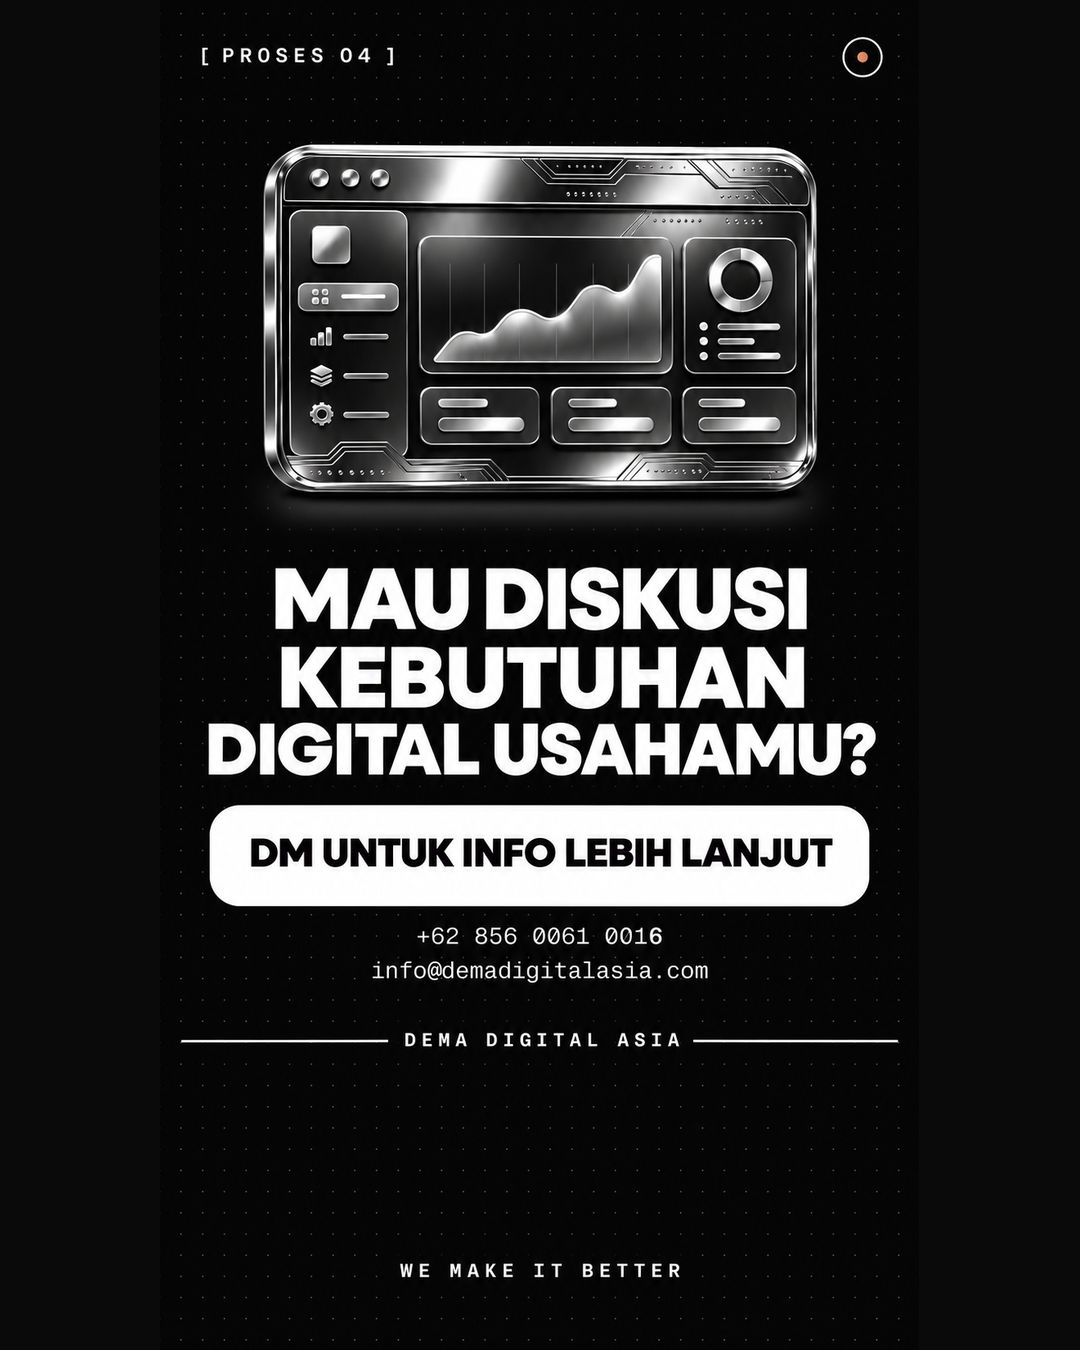 [ PROSES 04 ]
MAU DISKUSI
KEBUTUHAN
DIGITAL USAHAMU?
DM UNTUK INFO LEBIH LANJUT
+62 856 0061 0016
info@demadigitalasia.com
DEMA DIGITAL ASIA
WE MAKE IT BETTER